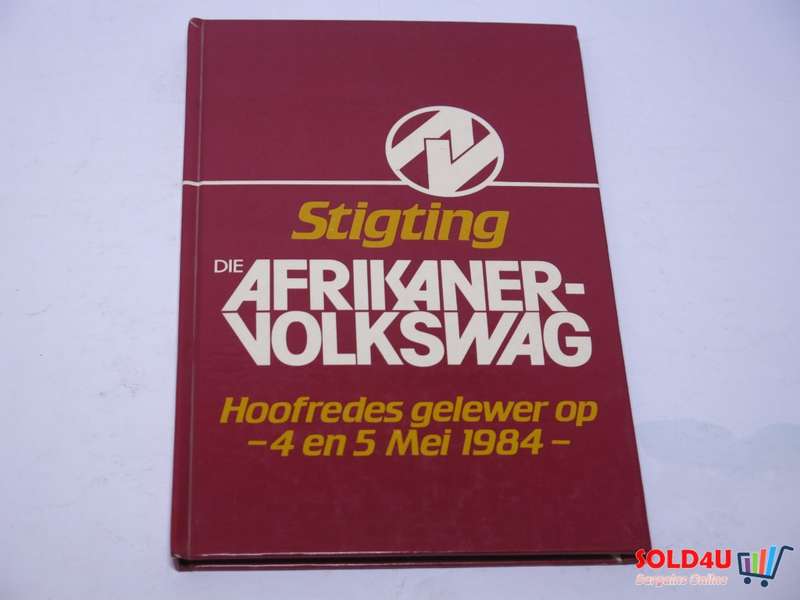 Stigting
DIE AFRIKANER-
VOLKSWAG
Hoofredes gelewer op
– 4 en 5 Mei 1984 –
SOLD4U
Bargains Online